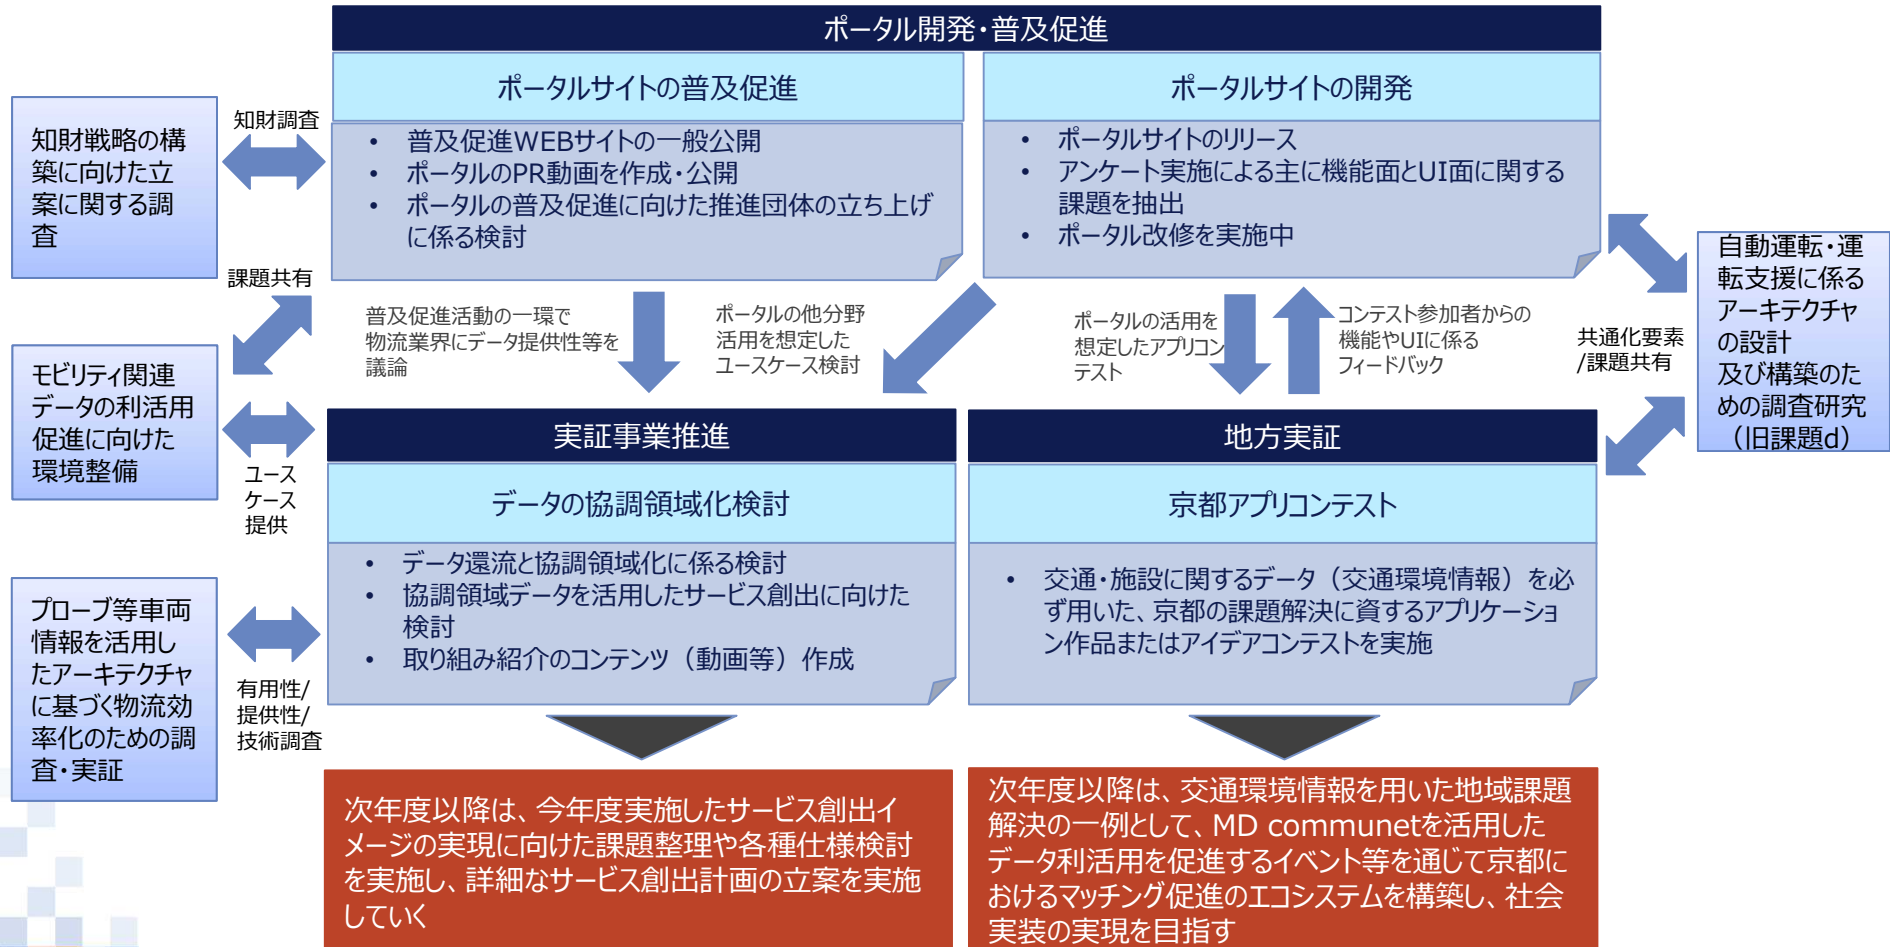 ポータル開発・普及促進
ポータルサイトの普及促進
• 普及促進WEBサイトの一般公開
• ポータルのPR動画を作成・公開
• ポータルの普及促進に向けた推進団体の立ち上げ
に係る検討
ポータルサイトの開発
• ポータルサイトのリリース
• アンケート実施による主に機能面とUI面に関する
課題を抽出
• ポータル改修を実施中
知財戦略の構
築に向けた立
案に関する調
査
知財調査
課題共有
モビリティ関連
データの利活用
促進に向けた
環境整備
ユース
ケース
提供
プローブ等車両
情報を活用し
たアーキテクチャ
に基づく物流効
率化のための調
査・実証
有用性/
提供性/
技術調査
普及促進活動の一環で
物流業界にデータ提供性等を
議論
ポータルの他分野
活用を想定した
ユースケース検討
ポータルの活用を
想定したアプリコン
テスト
コンテスト参加者からの
機能やUIに係る
フィードバック
共通化要素
/課題共有
自動運転・運
転支援に係る
アーキテクチャ
の設計
及び構築のた
めの調査研究
（旧課題d）
実証事業推進
データの協調領域化検討
• データ還流と協調領域化に係る検討
• 協調領域データを活用したサービス創出に向けた
検討
• 取り組み紹介のコンテンツ（動画等）作成
地方実証
京都アプリコンテスト
• 交通・施設に関するデータ（交通環境情報）を必
ず用いた、京都の課題解決に資するアプリケーショ
ン作品またはアイデアコンテストを実施
次年度以降は、今年度実施したサービス創出イ
メージの実現に向けた課題整理や各種仕様検討
を実施し、詳細なサービス創出計画の立案を実施
していく
次年度以降は、交通環境情報を用いた地域課題
解決の一例として、MD communetを活用した
データ利活用を促進するイベント等を通じて京都に
おけるマッチング促進のエコシステムを構築し、社会
実装の実現を目指す